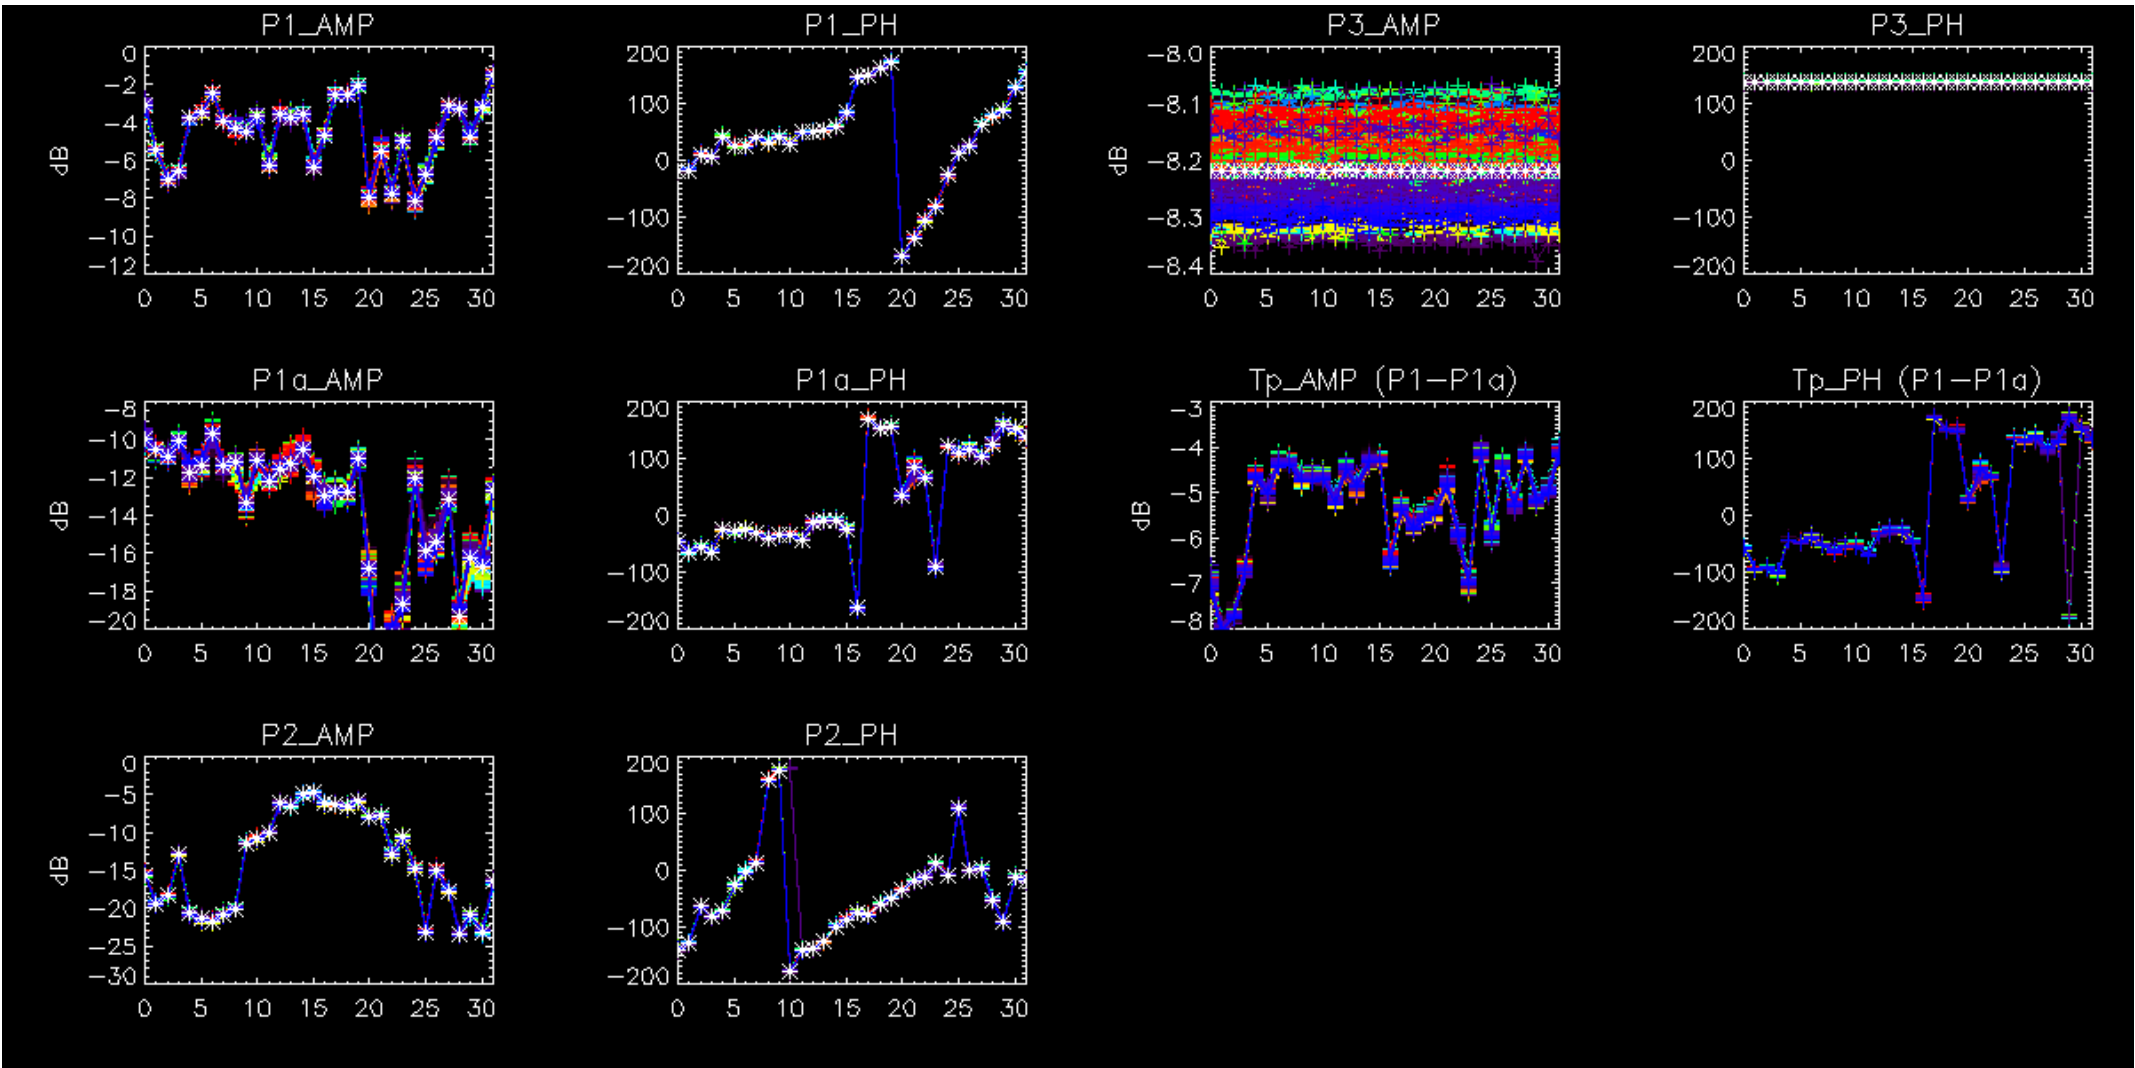 P1_AMP
0
−2
−4
−6
−8
−10
−12
dB
0 5 10 15 20 25 30
P1_PH
200
100
0
−100
−200
0 5 10 15 20 25 30
P3_AMP
−8.0
−8.1
−8.2
−8.3
−8.4
dB
0 5 10 15 20 25 30
P3_PH
200
100
0
−100
−200
0 5 10 15 20 25 30
P1a_AMP
−8
−10
−12
−14
−16
−18
−20
dB
0 5 10 15 20 25 30
P1a_PH
200
100
0
−100
−200
0 5 10 15 20 25 30
Tp_AMP (P1−P1a)
−3
−4
−5
−6
−7
−8
dB
0 5 10 15 20 25 30
Tp_PH (P1−P1a)
200
100
0
−100
−200
0 5 10 15 20 25 30
P2_AMP
0
−5
−10
−15
−20
−25
−30
dB
0 5 10 15 20 25 30
P2_PH
200
100
0
−100
−200
0 5 10 15 20 25 30